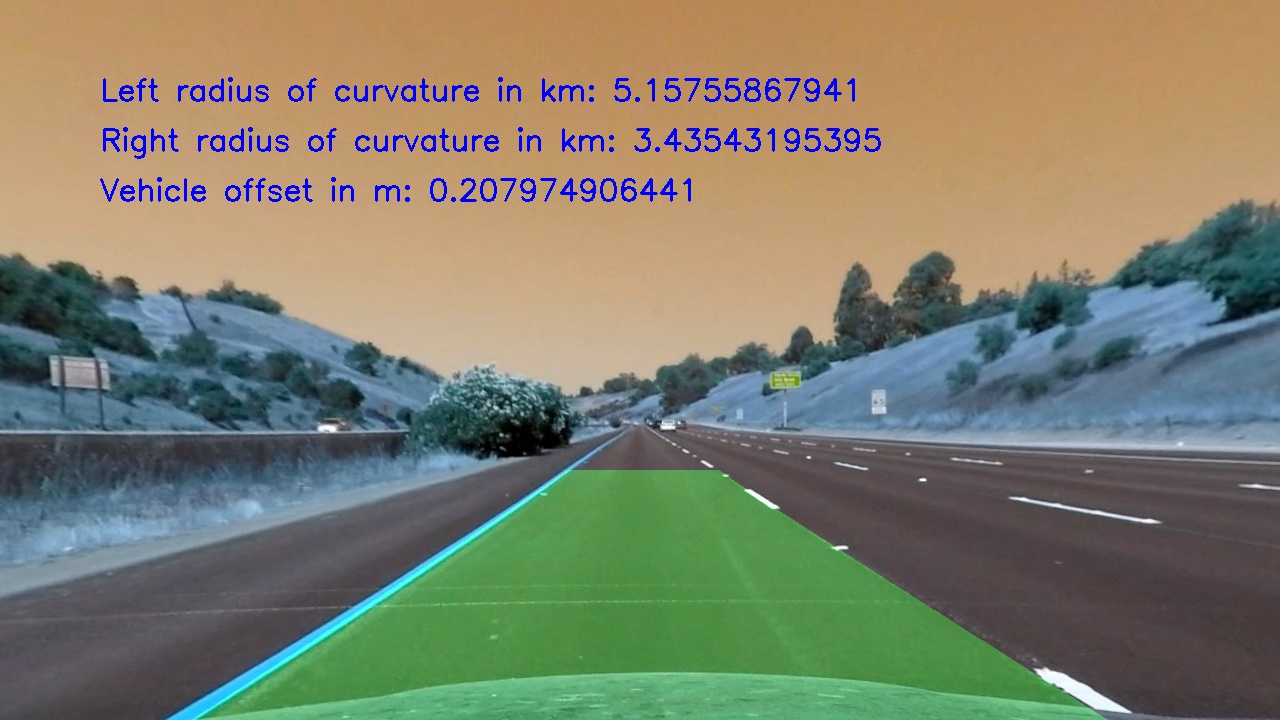 Left radius of curvature in km: 5.15755867941
Right radius of curvature in km: 3.43543195395
Vehicle offset in m: 0.207974906441